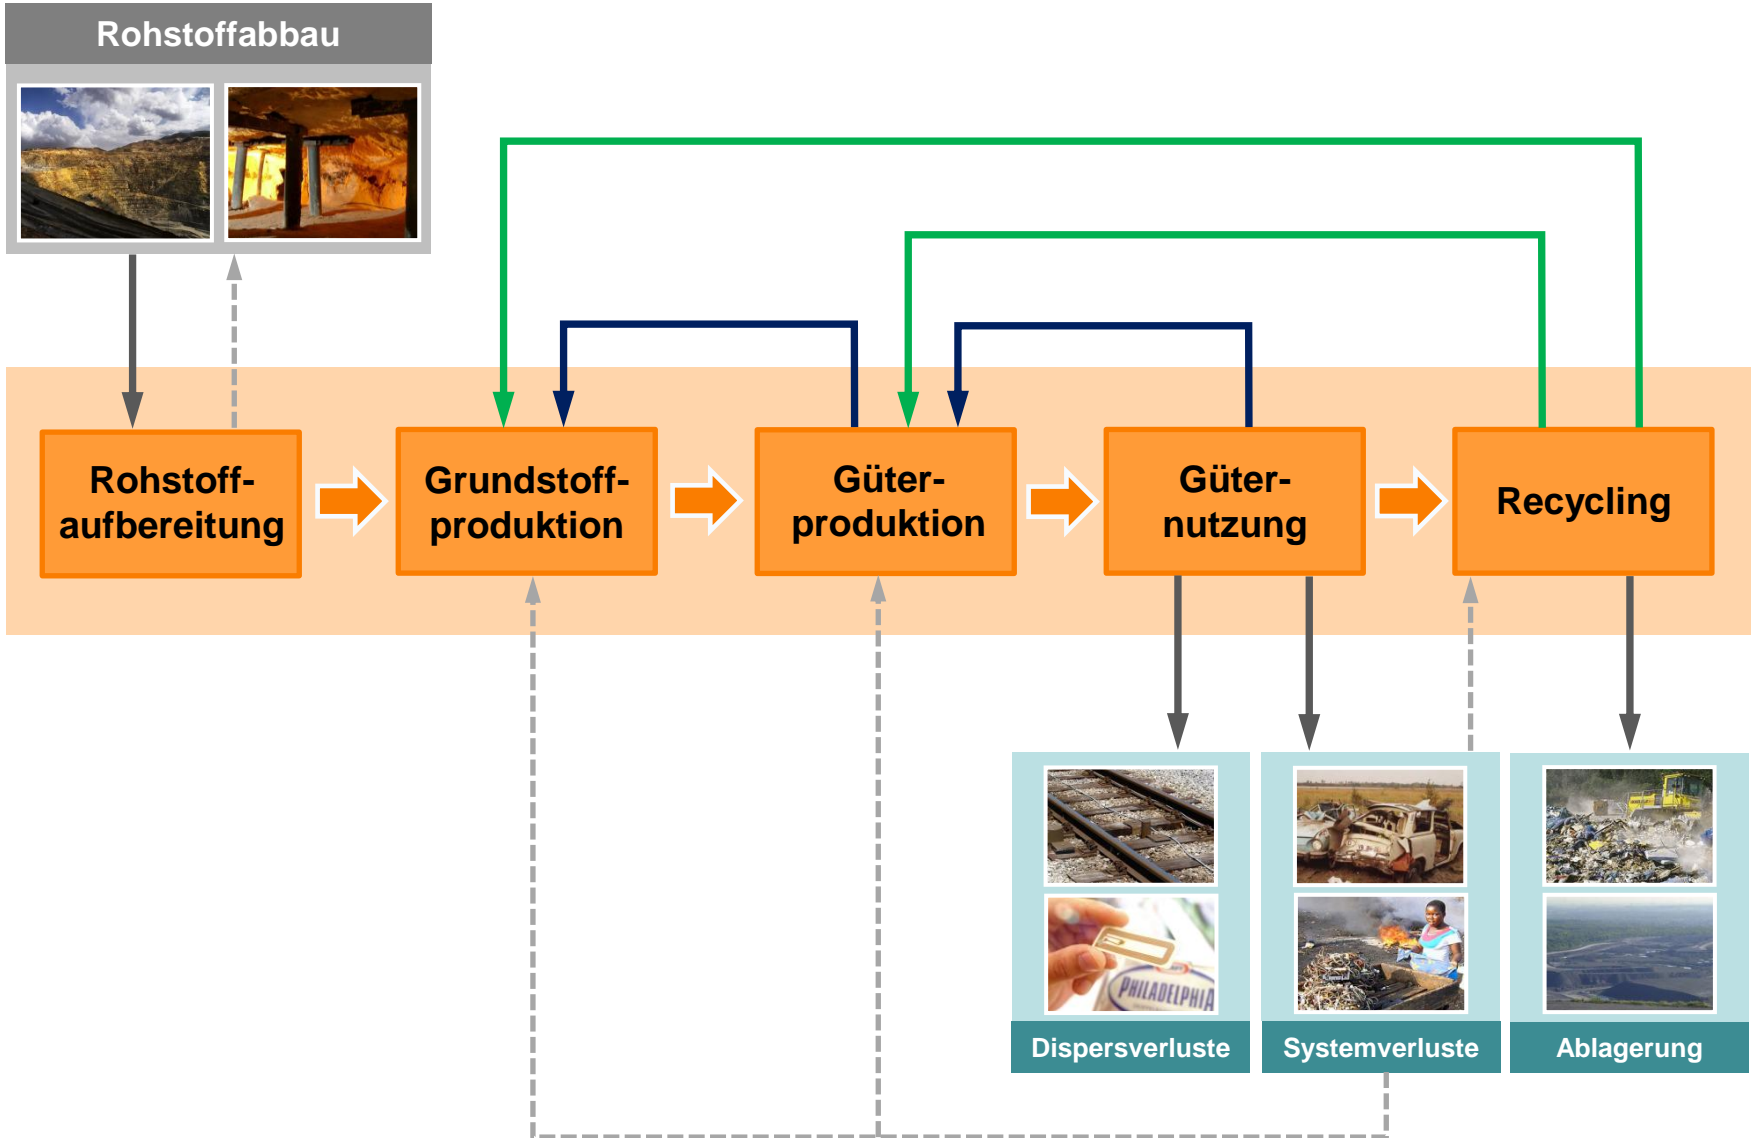 Rohstoffabbau
Rohstoff-
aufbereitung
Grundstoff-
produktion
Güter-
produktion
Güter-
nutzung
Recycling
PHILADELPHIA
Dispersverluste
Systemverluste
Ablagerung